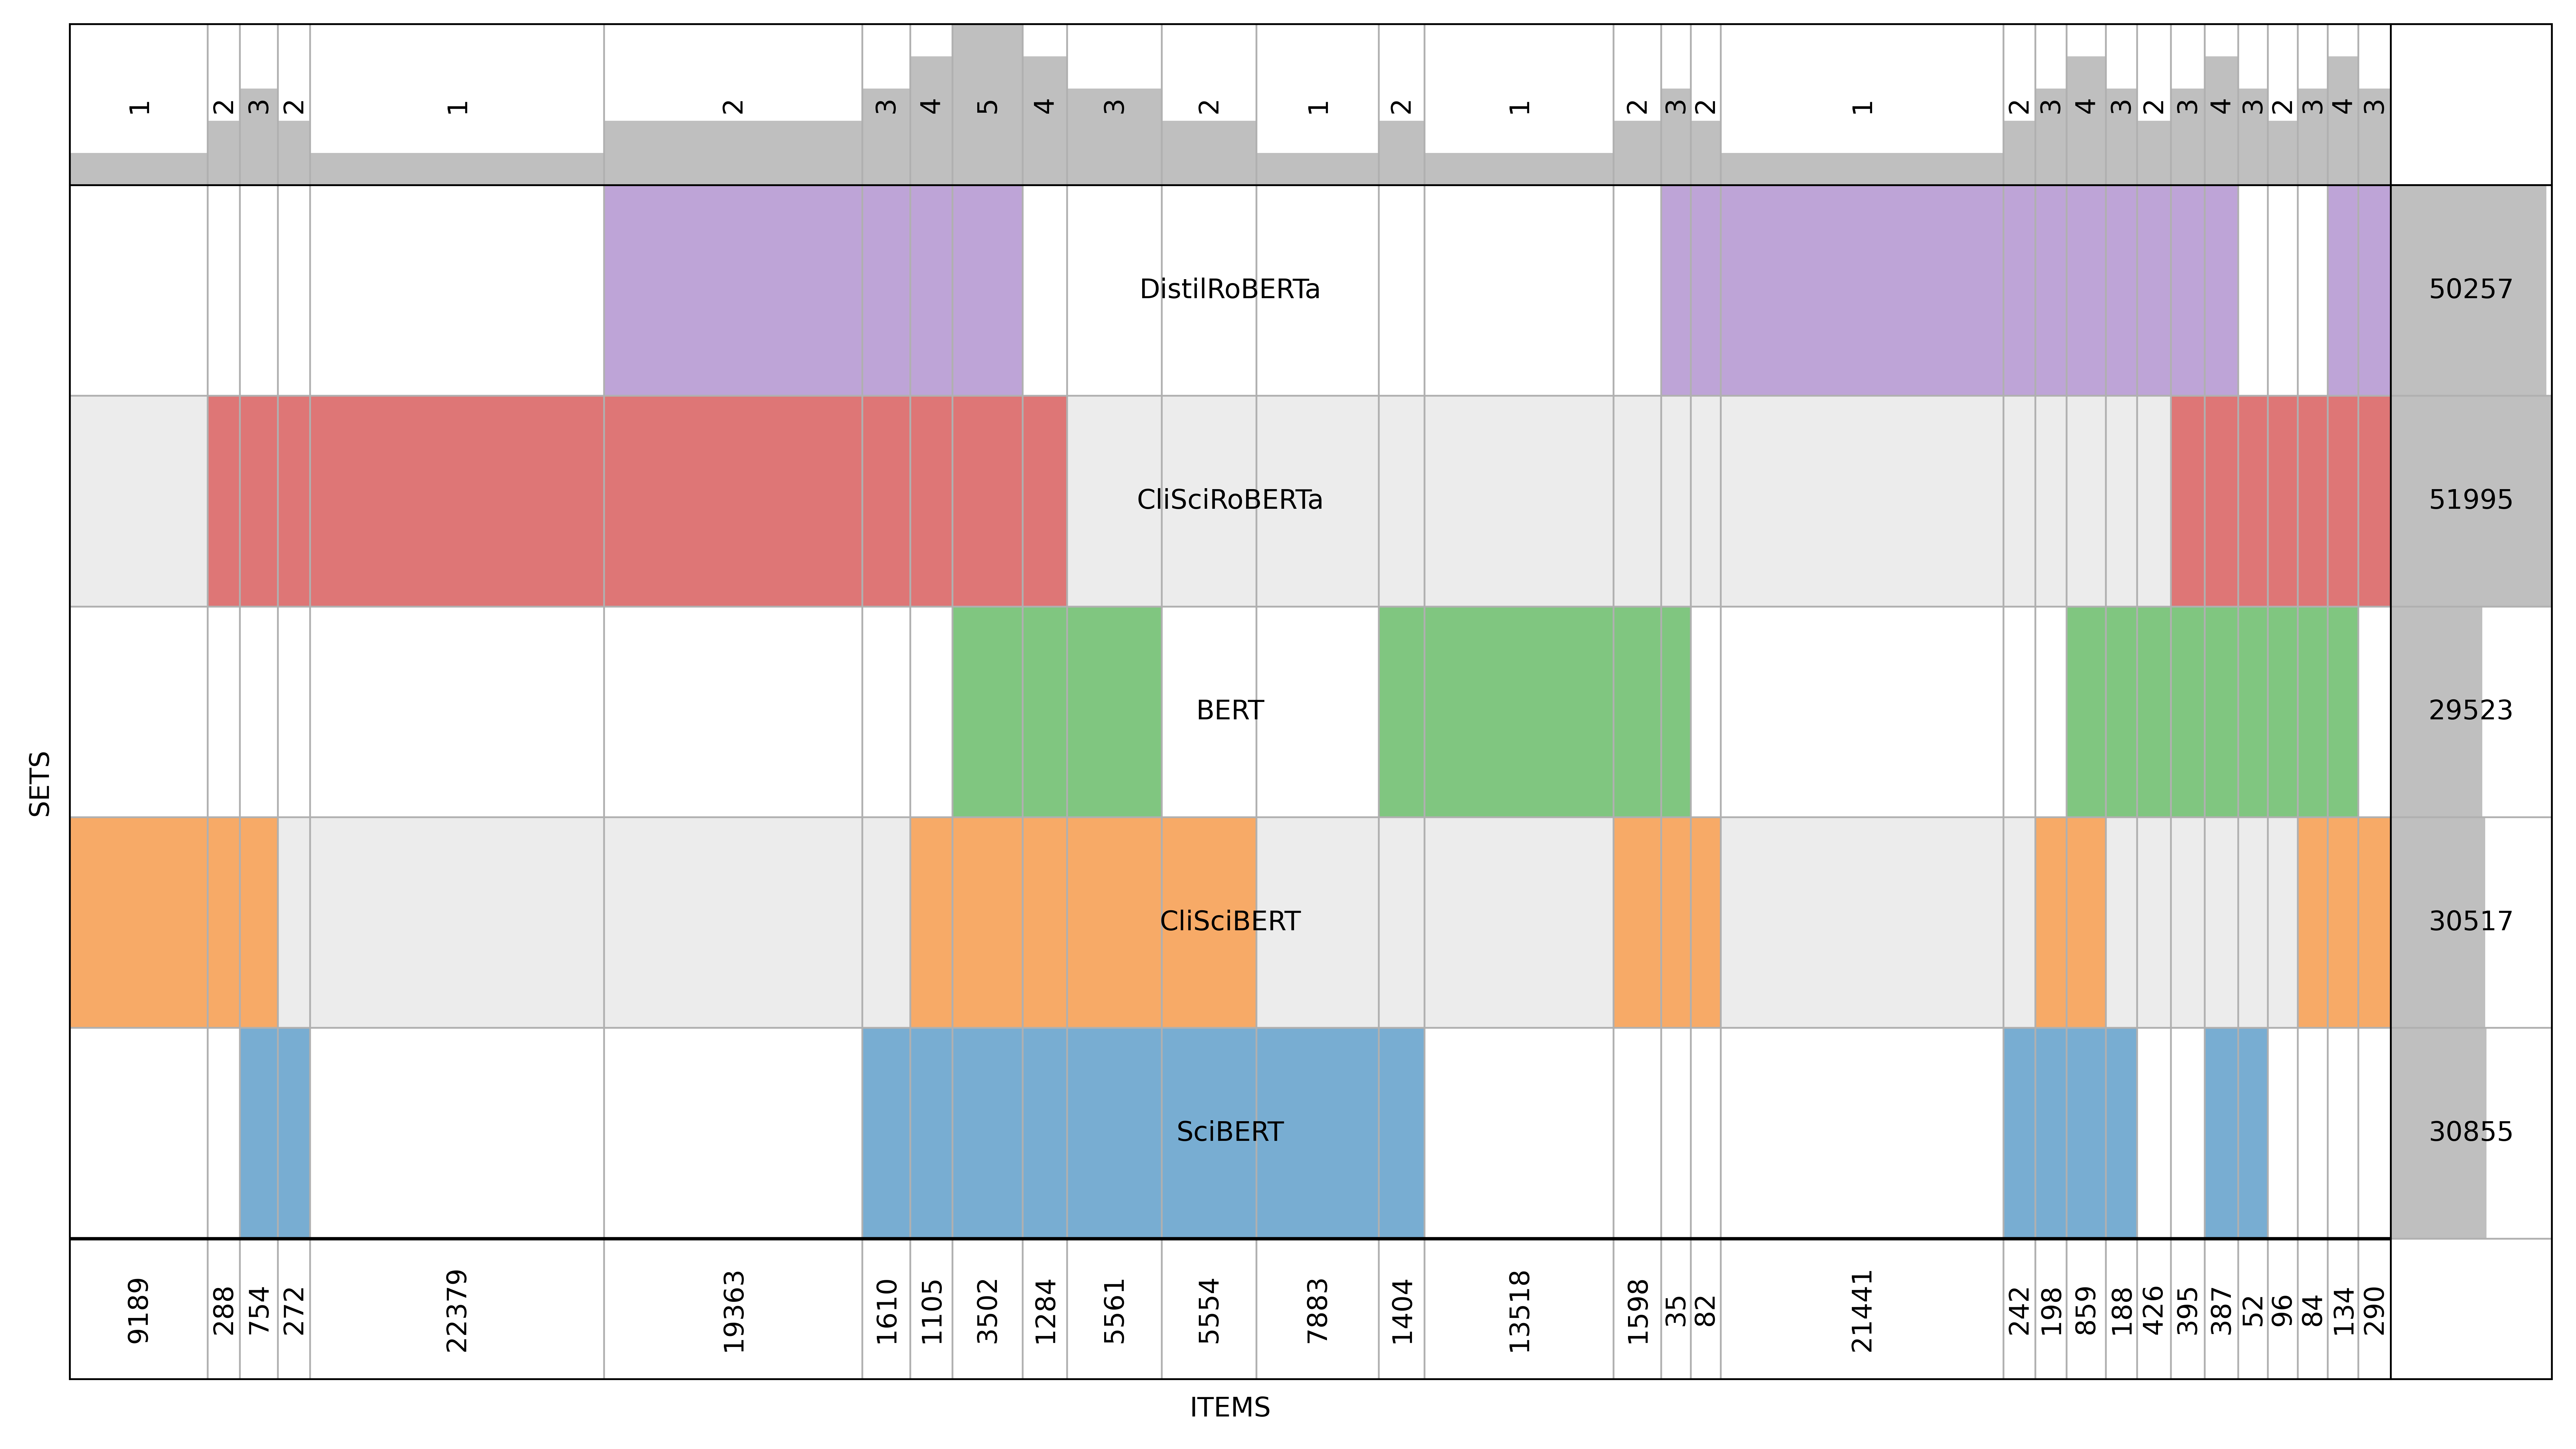 1 2 3 2 1 2 3 4 5 4 3 2 1 2 1 2 3 2 1 2 3 4 3 2 3 4 3 2 3 4 3
DistilRoBERTa 50257
CliSciRoBERTa 51995
BERT 29523
CliSciBERT 30517
SciBERT 30855
SETS
9189 288 754 272 22379 19363 1610 1105 3502 1284 5561 5554 7883 1404 13518 1598 35 82 21441 242 198 859 188 426 395 387 52 96 84 134 290
ITEMS